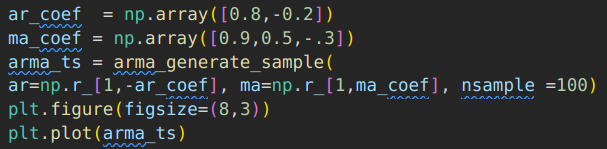 ar_coef  = np.array([0.8,-0.2])
ma_coef = np.array([0.9,0.5,-.3])
arma_ts = arma_generate_sample(
ar=np.r_[1,-ar_coef], ma=np.r_[1,ma_coef], nsample =100)
plt.figure(figsize=(8,3))
plt.plot(arma_ts)